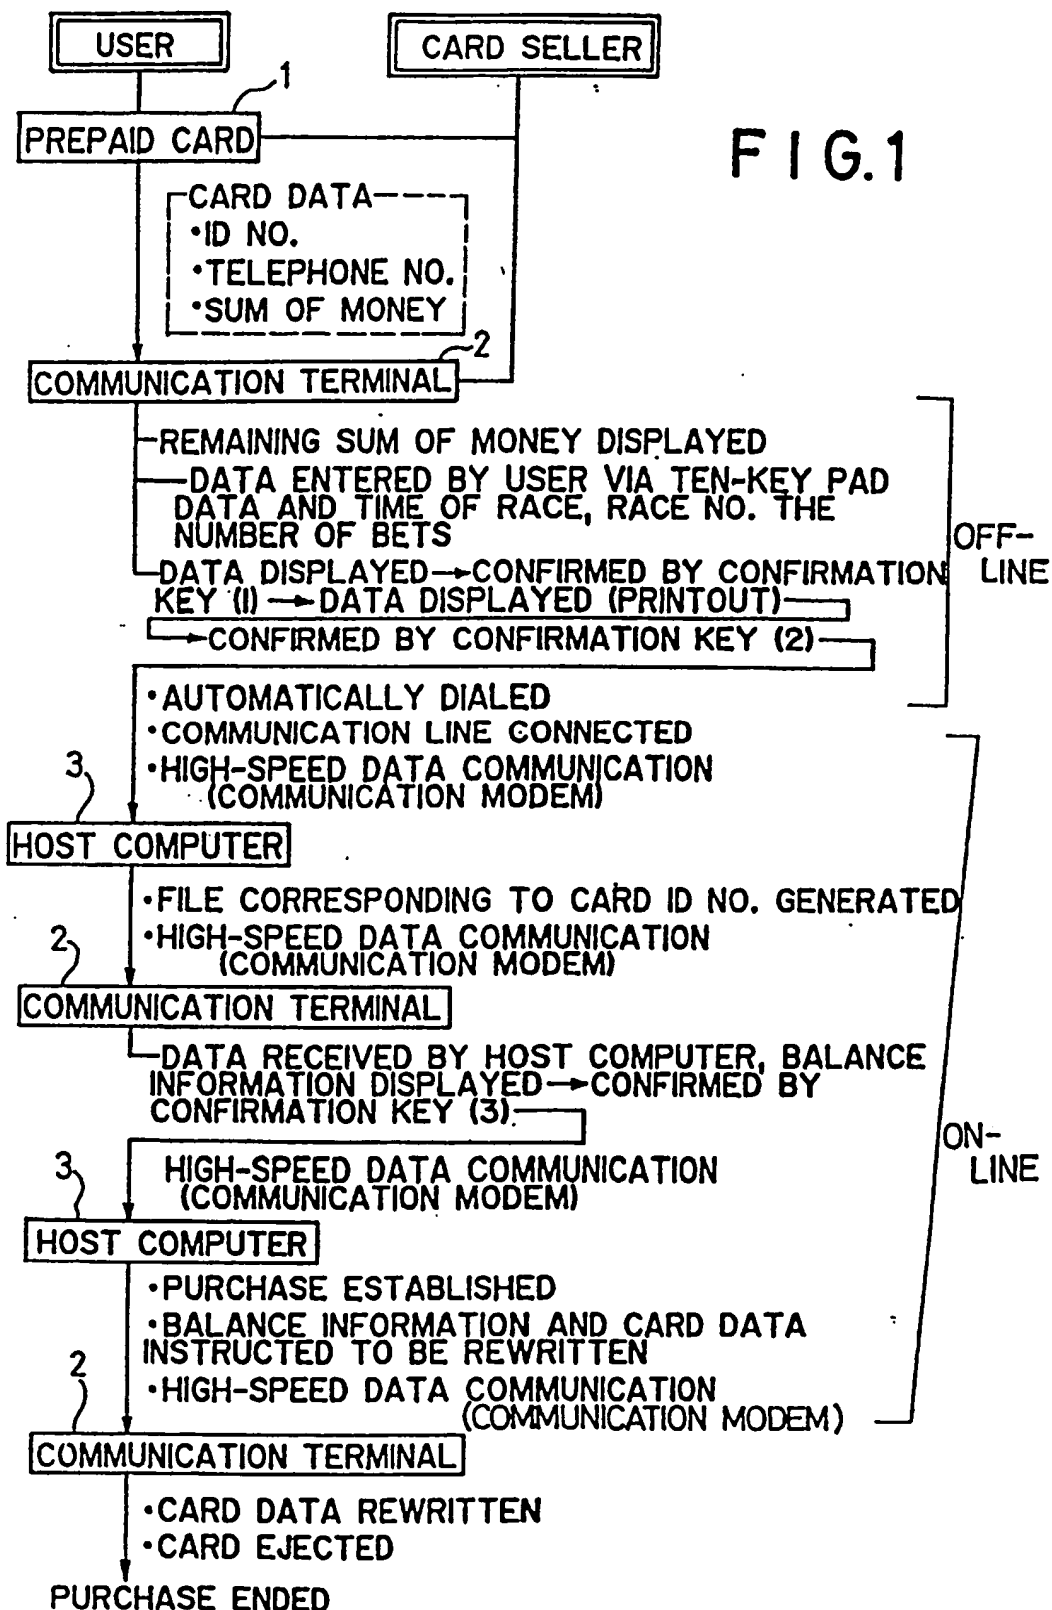 USER
CARD SELLER
1
PREPAID CARD
FIG.1
CARD DATA
·ID NO.
·TELEPHONE NO.
·SUM OF MONEY
2
COMMUNICATION TERMINAL
REMAINING SUM OF MONEY DISPLAYED
DATA ENTERED BY USER VIA TEN-KEY PAD
DATA AND TIME OF RACE, RACE NO. THE
NUMBER OF BETS
OFF-
LINE
DATA DISPLAYED→CONFIRMED BY CONFIRMATION
KEY (1)→DATA DISPLAYED (PRINTOUT)
→CONFIRMED BY CONFIRMATION KEY (2)
·AUTOMATICALLY DIALED
·COMMUNICATION LINE CONNECTED
·HIGH-SPEED DATA COMMUNICATION
(COMMUNICATION MODEM)
3
HOST COMPUTER
·FILE CORRESPONDING TO CARD ID NO. GENERATED
·HIGH-SPEED DATA COMMUNICATION
(COMMUNICATION MODEM)
2
COMMUNICATION TERMINAL
DATA RECEIVED BY HOST COMPUTER, BALANCE
INFORMATION DISPLAYED→CONFIRMED BY
CONFIRMATION KEY (3)
ON-
LINE
HIGH-SPEED DATA COMMUNICATION
(COMMUNICATION MODEM)
3
HOST COMPUTER
·PURCHASE ESTABLISHED
·BALANCE INFORMATION AND CARD DATA
INSTRUCTED TO BE REWRITTEN
·HIGH-SPEED DATA COMMUNICATION
(COMMUNICATION MODEM)
2
COMMUNICATION TERMINAL
·CARD DATA REWRITTEN
·CARD EJECTED
PURCHASE ENDED